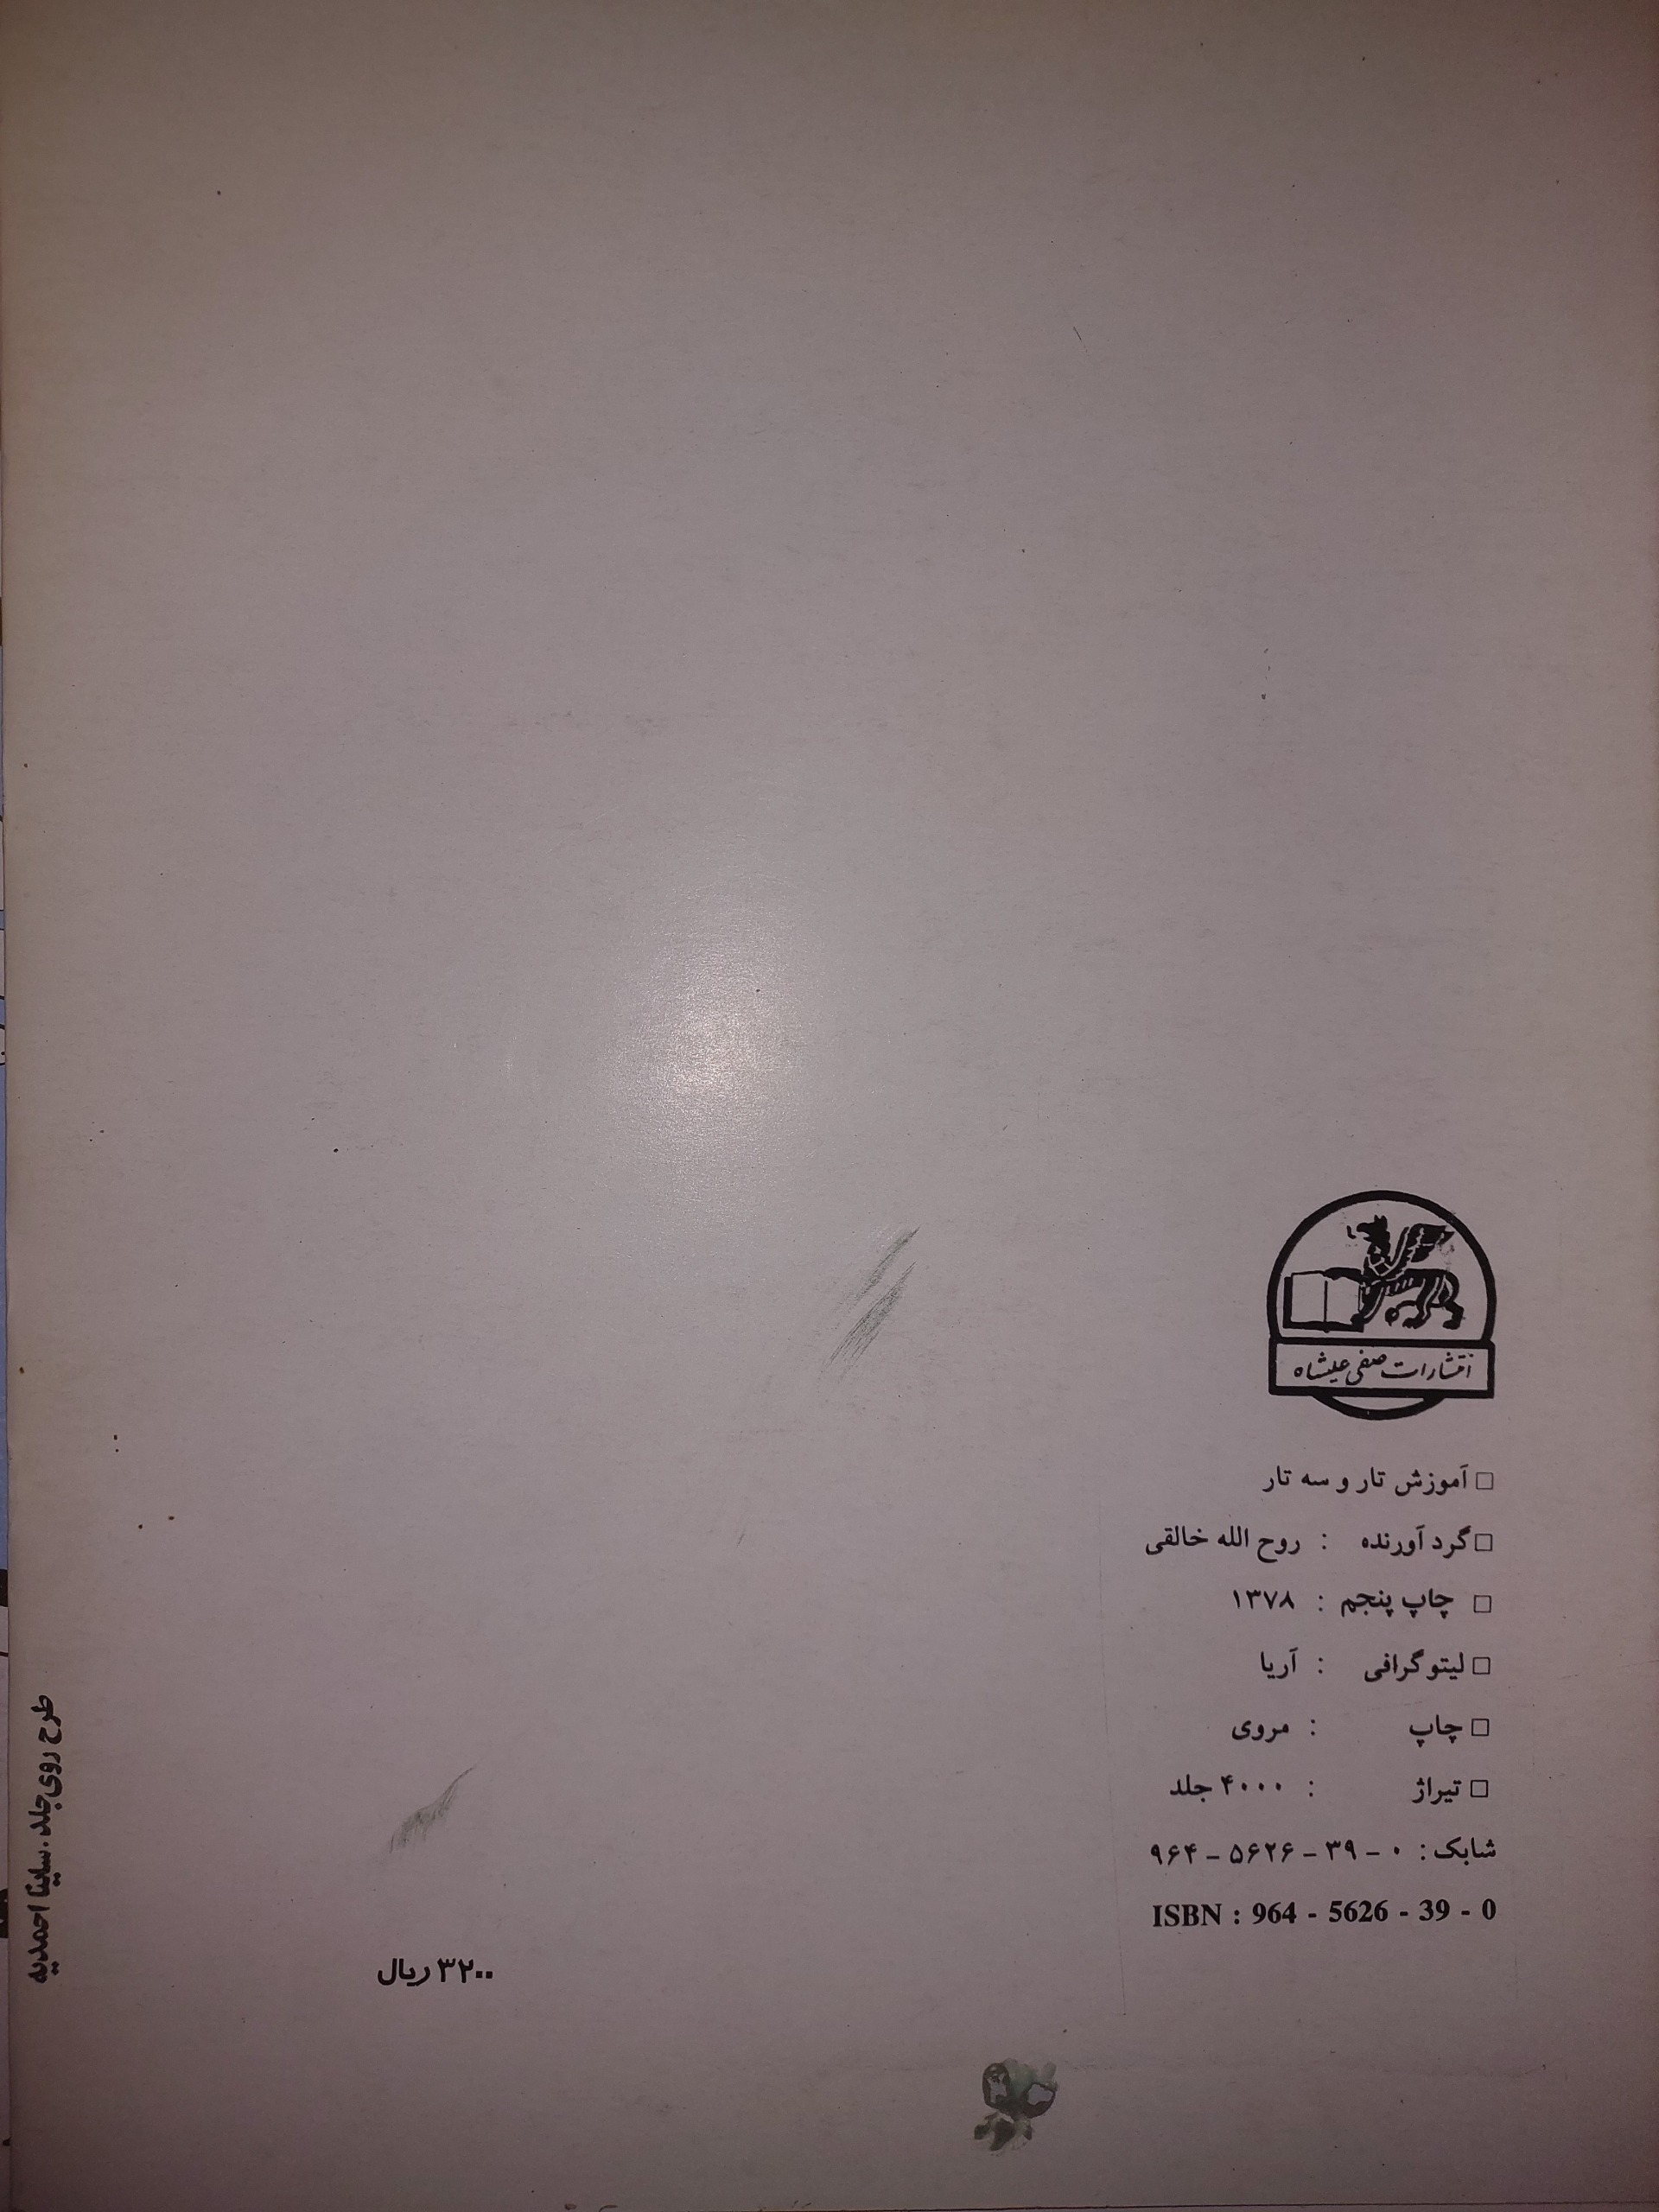 انتشارات صفی علیشاه
□ آموزش تار و سه تار
□ گرد آورنده : روح الله خالقی
□ چاپ پنجم : ۱۳۷۸
□ لیتوگرافی : آریا
□ چاپ : مروی
□ تیراژ : ۴۰۰۰ جلد
شابک : ۰ - ۳۹ - ۵۶۲۶ - ۹۶۴
ISBN : 964 - 5626 - 39 - 0
۳۲۰۰ ریال
طرح روی جلد . ساینا احمدیه